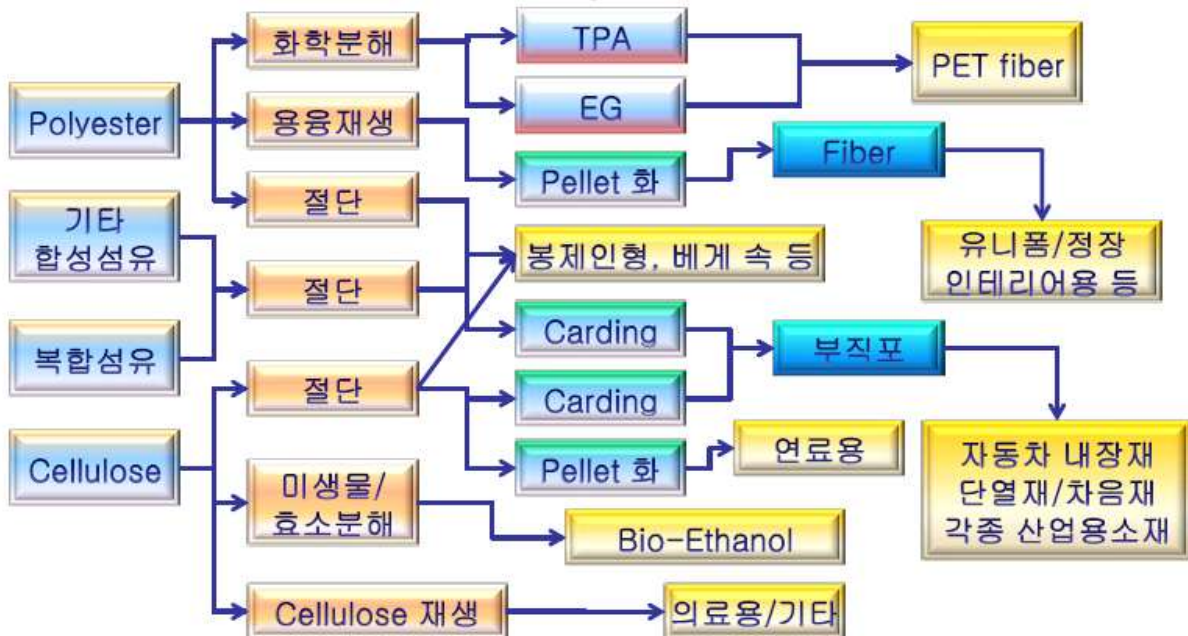 화학분해
TPA
PET fiber
Polyester
용융재생
EG
Fiber
절단
Pellet 화
기타
합성섬유
봉제인형, 베게 속 등
유니폼/정장
인테리어용 등
절단
Carding
복합섬유
부직포
절단
Carding
Cellulose
Pellet 화
연료용
자동차 내장재
단열재/차음재
각종 산업용소재
미생물/
효소분해
Bio-Ethanol
Cellulose 재생
의료용/기타